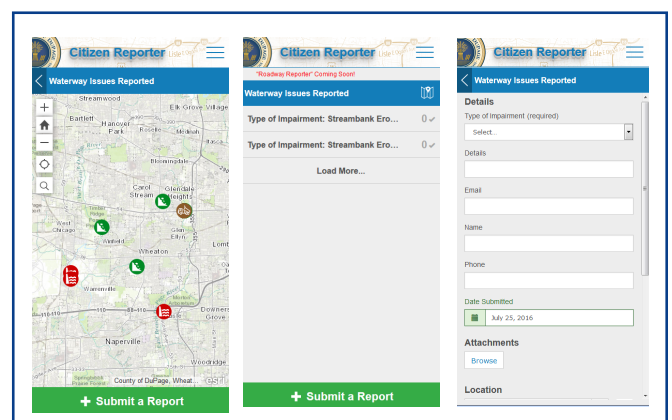 Citizen Reporter
Waterway Issues Reported
Streamwood
Elk Grove Village
Bartlett
Hanover
Park
Roselle
Medinah
Itasca
Bloomingdale
Carol
Stream
Glendale
Heights
West
Chicago
Winfield
Glen
Ellyn
Wheaton
Lomb
Warrenville
Downers
Grove
Naperville
Woodridge
County of DuPage, Wheat...
+ Submit a Report
Citizen Reporter
"Roadway Reporter" Coming Soon!
Waterway Issues Reported
Type of Impairment: Streambank Ero... 0
Type of Impairment: Streambank Ero... 0
Load More...
+ Submit a Report
Citizen Reporter
Waterway Issues Reported
Details
Type of Impairment (required)
Select...
Details
Email
Name
Phone
Date Submitted
July 25, 2016
Attachments
Browse
Location